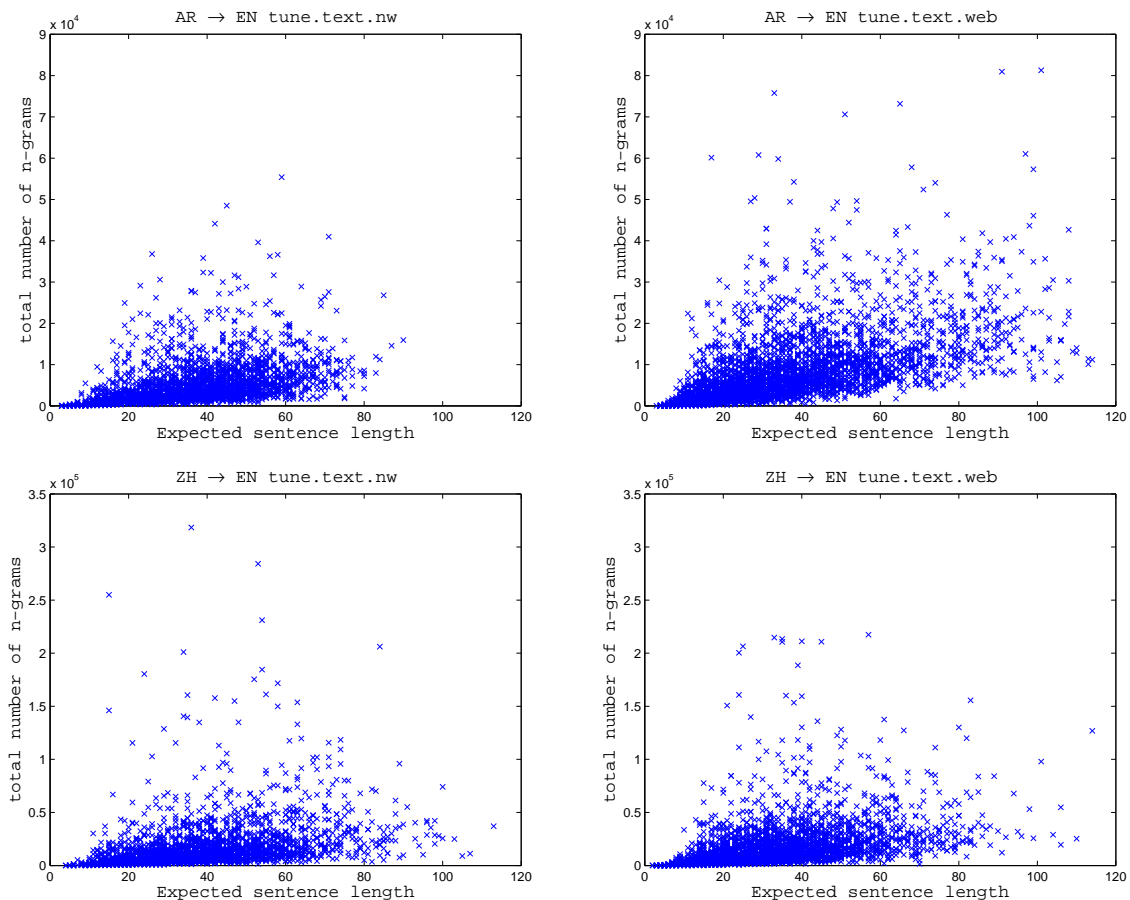 AR → EN tune.text.nw
x 10^4
9
8
7
6
5
4
3
2
1
0
0 20 40 60 80 100 120
total number of n-grams
Expected sentence length
AR → EN tune.text.web
x 10^4
9
8
7
6
5
4
3
2
1
0
0 20 40 60 80 100 120
total number of n-grams
Expected sentence length
ZH → EN tune.text.nw
x 10^5
3.5
3
2.5
2
1.5
1
0.5
0
0 20 40 60 80 100 120
total number of n-grams
Expected sentence length
ZH → EN tune.text.web
x 10^5
3.5
3
2.5
2
1.5
1
0.5
0
0 20 40 60 80 100 120
total number of n-grams
Expected sentence length